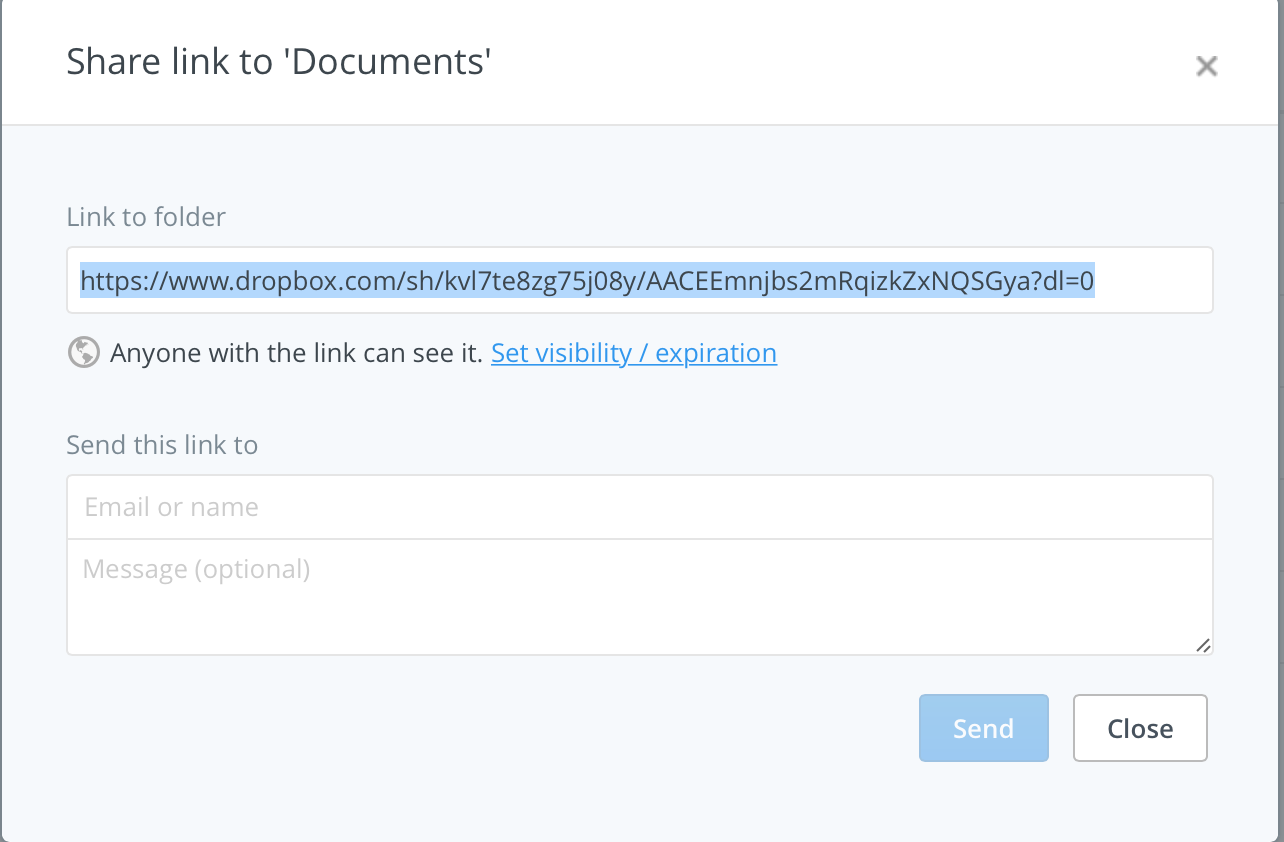 Share link to 'Documents'
Link to folder
https://www.dropbox.com/sh/kvl7te8zg75j08y/AACEEmnjbs2mRqizkZxNQSGya?dl=0
Anyone with the link can see it. Set visibility / expiration
Send this link to
Email or name
Message (optional)
Send Close